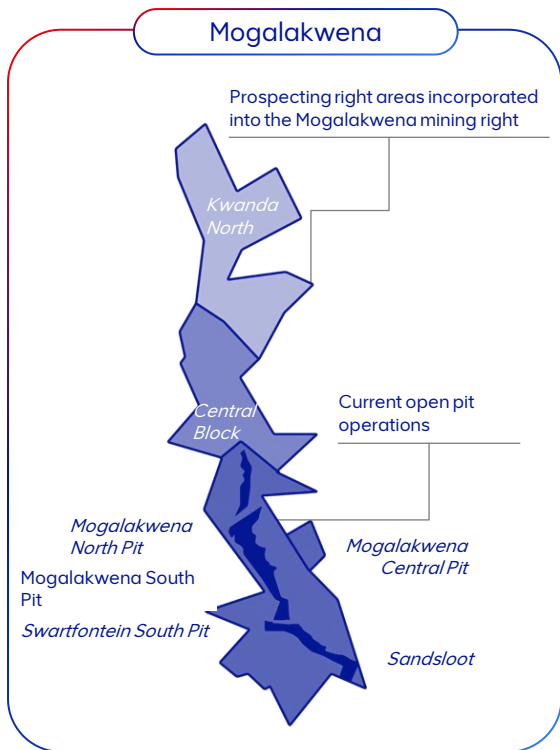 Mogalakwena
Prospecting right areas incorporated
into the Mogalakwena mining right
Kwanda
North
Central
Block
Current open pit
operations
Mogalakwena
North Pit
Mogalakwena
Central Pit
Mogalakwena South
Pit
Swartfontein South Pit
Sandsloot